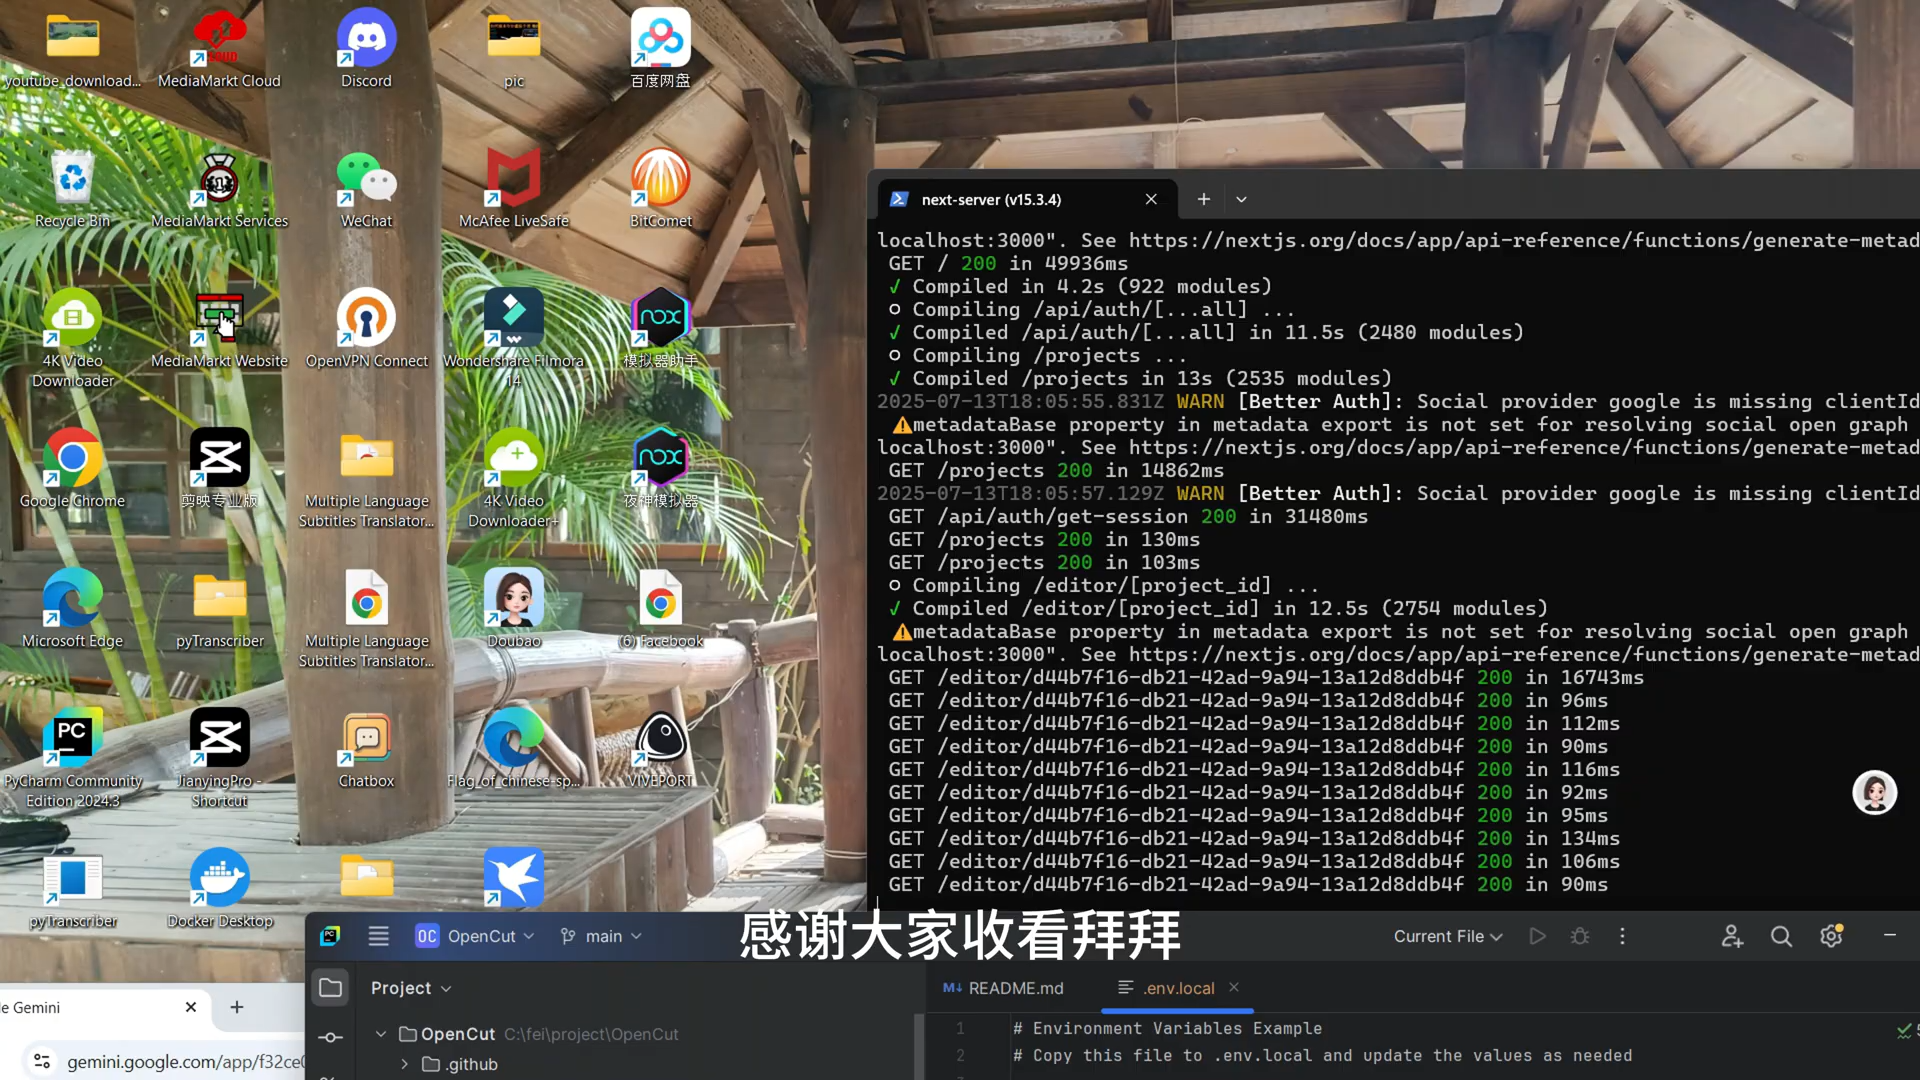 youtube_download...
MediaMarkt Cloud
Discord
pic
百度网盘
Recycle Bin
MediaMarkt Services
WeChat
McAfee LiveSafe
BitComet
4K Video
Downloader
MediaMarkt Website
OpenVPN Connect
Wondershare Filmora
14
模拟器助手
Google Chrome
剪映专业版
Multiple Language
Subtitles Translator...
4K Video
Downloader+
夜神模拟器
Microsoft Edge
pyTranscriber
Multiple Language
Subtitles Translator...
Doubao
(6) Facebook
PyCharm Community
Edition 2024.3
JianyingPro -
Shortcut
Chatbox
Flag_of_chinese-sp...
VIVEPORT
pyTranscriber
Docker Desktop
next-server (v15.3.4)
localhost:3000". See https://nextjs.org/docs/app/api-reference/functions/generate-metad
GET / 200 in 49936ms
✓ Compiled in 4.2s (922 modules)
○ Compiling /api/auth/[...all] ...
✓ Compiled /api/auth/[...all] in 11.5s (2480 modules)
○ Compiling /projects ...
✓ Compiled /projects in 13s (2535 modules)
2025-07-13T18:05:55.831Z WARN [Better Auth]: Social provider google is missing clientId
⚠metadataBase property in metadata export is not set for resolving social open graph
localhost:3000". See https://nextjs.org/docs/app/api-reference/functions/generate-metad
GET /projects 200 in 14862ms
2025-07-13T18:05:57.129Z WARN [Better Auth]: Social provider google is missing clientId
GET /api/auth/get-session 200 in 31480ms
GET /projects 200 in 130ms
GET /projects 200 in 103ms
○ Compiling /editor/[project_id] ...
✓ Compiled /editor/[project_id] in 12.5s (2754 modules)
⚠metadataBase property in metadata export is not set for resolving social open graph
localhost:3000". See https://nextjs.org/docs/app/api-reference/functions/generate-metad
GET /editor/d44b7f16-db21-42ad-9a94-13a12d8ddb4f 200 in 16743ms
GET /editor/d44b7f16-db21-42ad-9a94-13a12d8ddb4f 200 in 96ms
GET /editor/d44b7f16-db21-42ad-9a94-13a12d8ddb4f 200 in 112ms
GET /editor/d44b7f16-db21-42ad-9a94-13a12d8ddb4f 200 in 90ms
GET /editor/d44b7f16-db21-42ad-9a94-13a12d8ddb4f 200 in 116ms
GET /editor/d44b7f16-db21-42ad-9a94-13a12d8ddb4f 200 in 92ms
GET /editor/d44b7f16-db21-42ad-9a94-13a12d8ddb4f 200 in 95ms
GET /editor/d44b7f16-db21-42ad-9a94-13a12d8ddb4f 200 in 134ms
GET /editor/d44b7f16-db21-42ad-9a94-13a12d8ddb4f 200 in 106ms
GET /editor/d44b7f16-db21-42ad-9a94-13a12d8ddb4f 200 in 90ms
感谢大家收看拜拜
OC OpenCut main
Current File
Project
README.md
.env.local
OpenCut C:\fei\project\OpenCut
.github
1 # Environment Variables Example
2 # Copy this file to .env.local and update the values as needed
e Gemini
gemini.google.com/app/f32ce